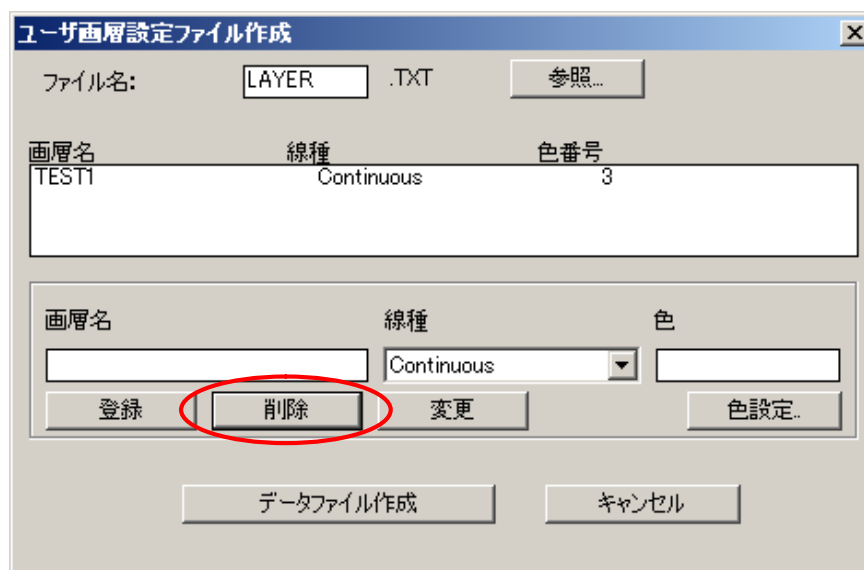 ユーザ画層設定ファイル作成
ファイル名: LAYER .TXT 参照...
画層名 線種 色番号
TEST1 Continuous 3
画層名 線種 色
Continuous
登録 削除 変更 色設定..
データファイル作成 キャンセル